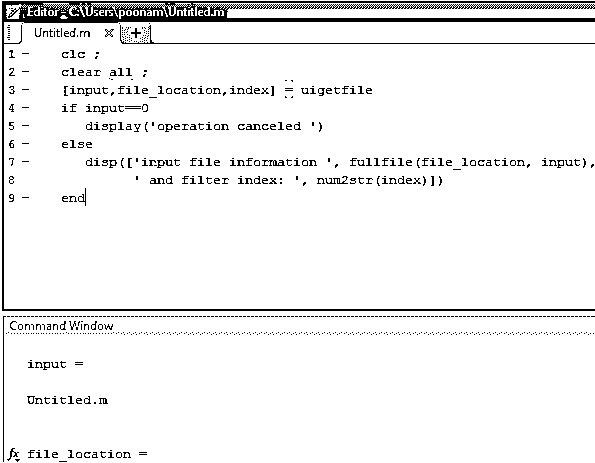 Editor - C:\Users\poonam\Untitled.m
Untitled.m
1 - clc ;
2 - clear all ;
3 - [input,file_location,index] = uigetfile
4 - if input==0
5 - display('operation canceled ')
6 - else
7 - disp(['input file information ', fullfile(file_location, input),
8 ' and filter index: ', num2str(index)])
9 - end
Command Window
input =
Untitled.m
fx file_location =